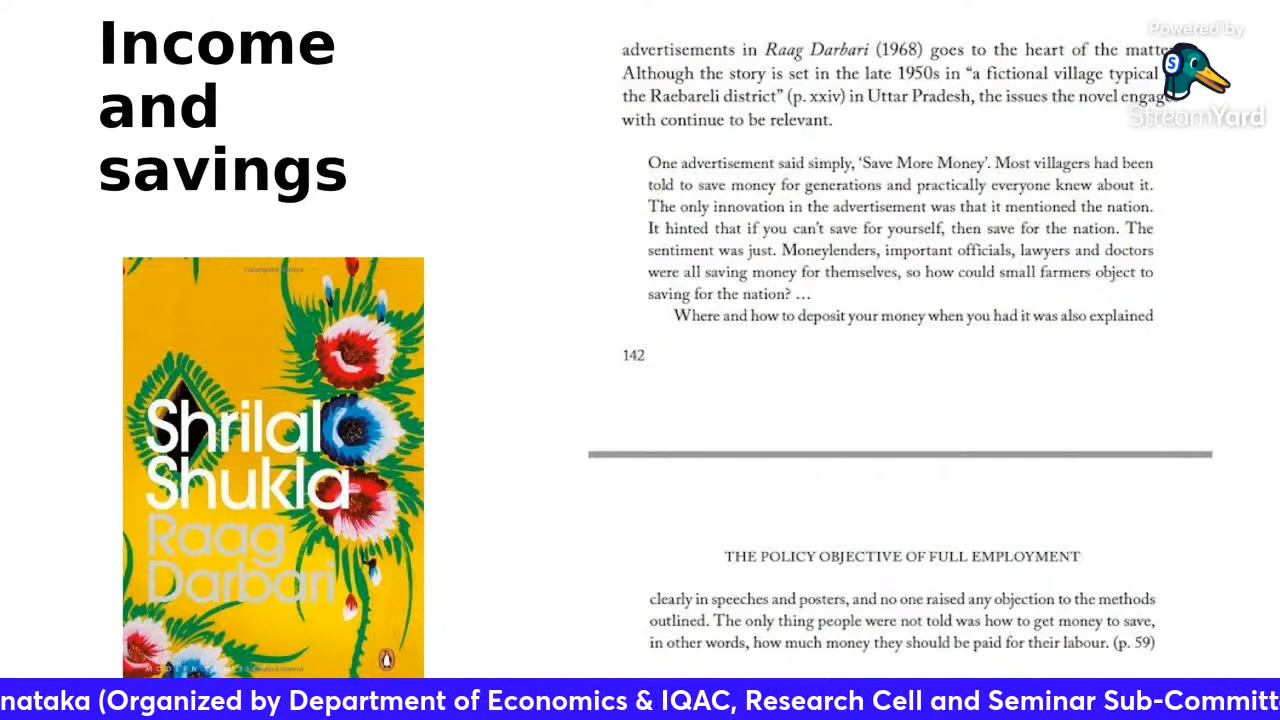 Income
and
savings
Powered by
StreamYard
advertisements in Raag Darbari (1968) goes to the heart of the matte
Although the story is set in the late 1950s in “a fictional village typical
the Raebareli district” (p. xxiv) in Uttar Pradesh, the issues the novel engage
with continue to be relevant.
One advertisement said simply, ‘Save More Money’. Most villagers had been
told to save money for generations and practically everyone knew about it.
The only innovation in the advertisement was that it mentioned the nation.
It hinted that if you can’t save for yourself, then save for the nation. The
sentiment was just. Moneylenders, important officials, lawyers and doctors
were all saving money for themselves, so how could small farmers object to
saving for the nation? …
Where and how to deposit your money when you had it was also explained
142
THE POLICY OBJECTIVE OF FULL EMPLOYMENT
clearly in speeches and posters, and no one raised any objection to the methods
outlined. The only thing people were not told was how to get money to save,
in other words, how much money they should be paid for their labour. (p. 59)
Shrilal
Shukla
Raag
Darbari
nataka (Organized by Department of Economics & IQAC, Research Cell and Seminar Sub-Committ